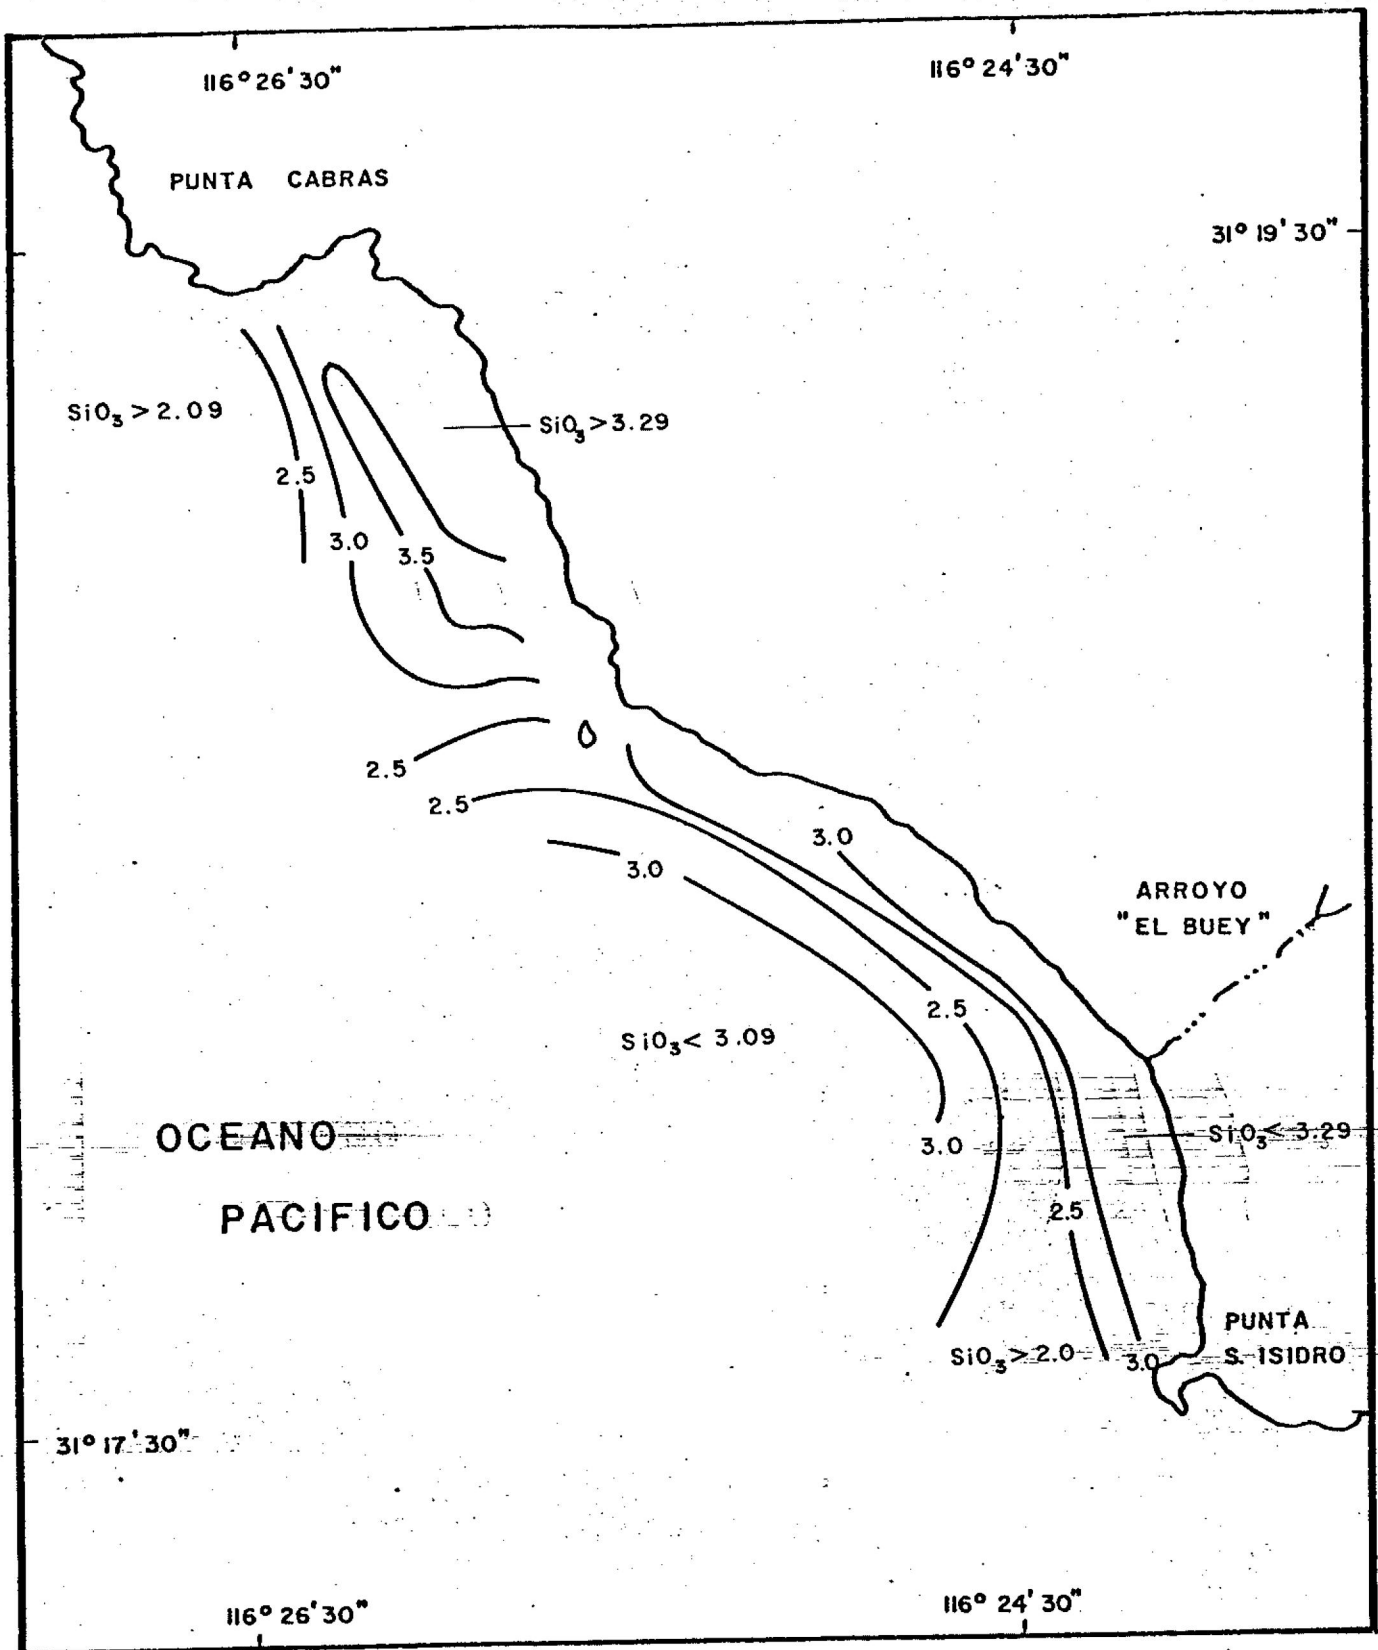 116° 26' 30"
116° 24' 30"
PUNTA CABRAS
31° 19' 30"
SiO₃ > 2.09
SiO₃ > 3.29
2.5
3.0
3.5
2.5
2.5
3.0
3.0
ARROYO
"EL BUEY"
2.5
SiO₃ < 3.09
OCEANO
PACIFICO
3.0
SiO₃ < 3.29
2.5
PUNTA
S. ISIDRO
SiO₃ > 2.0
3.0
31° 17' 30"
116° 26' 30"
116° 24' 30"